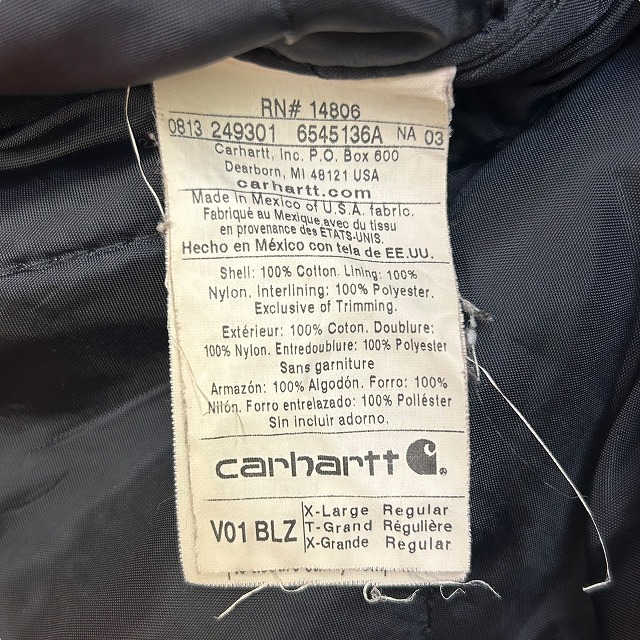 RN# 14806
0813 249301 6545136A NA 03
Carhartt, Inc. P.O. Box 600
Dearborn, MI 48121 USA
carhartt.com
Made in Mexico of U.S.A. fabric.
Fabriqué au Mexique avec du tissu
en provenance des ETATS-UNIS.
Hecho en México con tela de EE.UU.
Shell: 100% Cotton. Lining: 100%
Nylon. Interlining: 100% Polyester.
Exclusive of Trimming.
Extérieur: 100% Coton. Doublure:
100% Nylon. Entredoublure: 100% Polyester
Sans garniture
Armazón: 100% Algodón. Forro: 100%
Nilón. Forro entrelazado: 100% Poliéster
Sin incluir adorno.
carhartt
V01 BLZ
X-Large Regular
T-Grand Régulière
X-Grande Regular